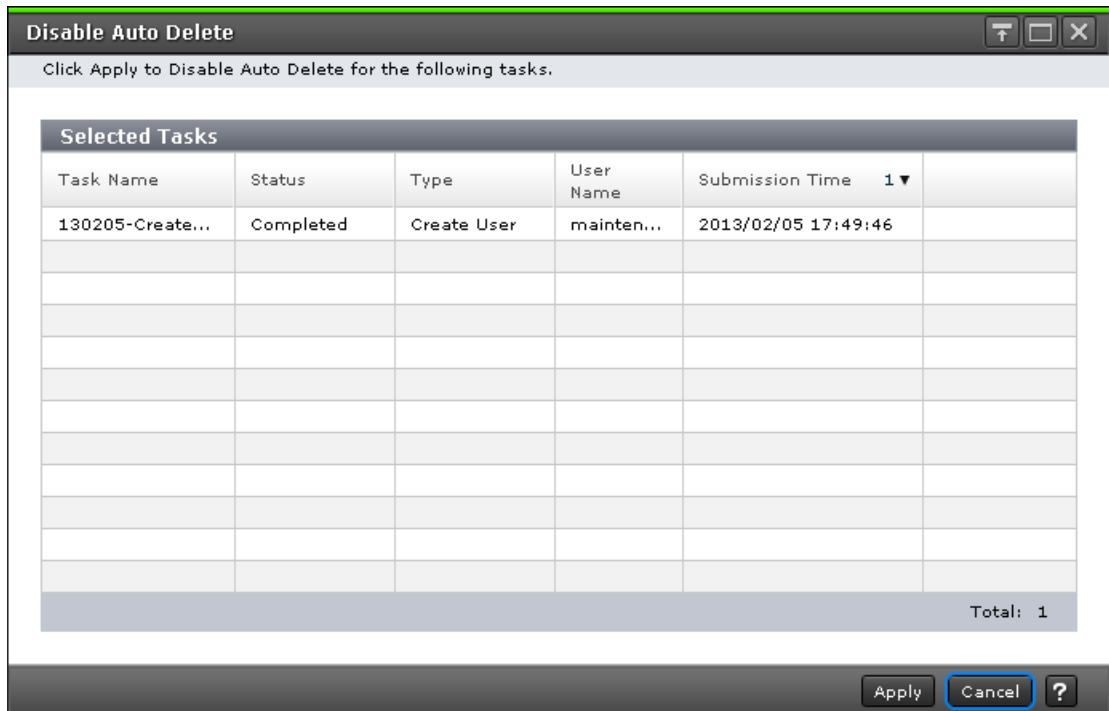 Disable Auto Delete
Click Apply to Disable Auto Delete for the following tasks.
Selected Tasks
Task Name Status Type User Name Submission Time 1▼
130205-Create... Completed Create User mainten... 2013/02/05 17:49:46
Total: 1
Apply Cancel ?